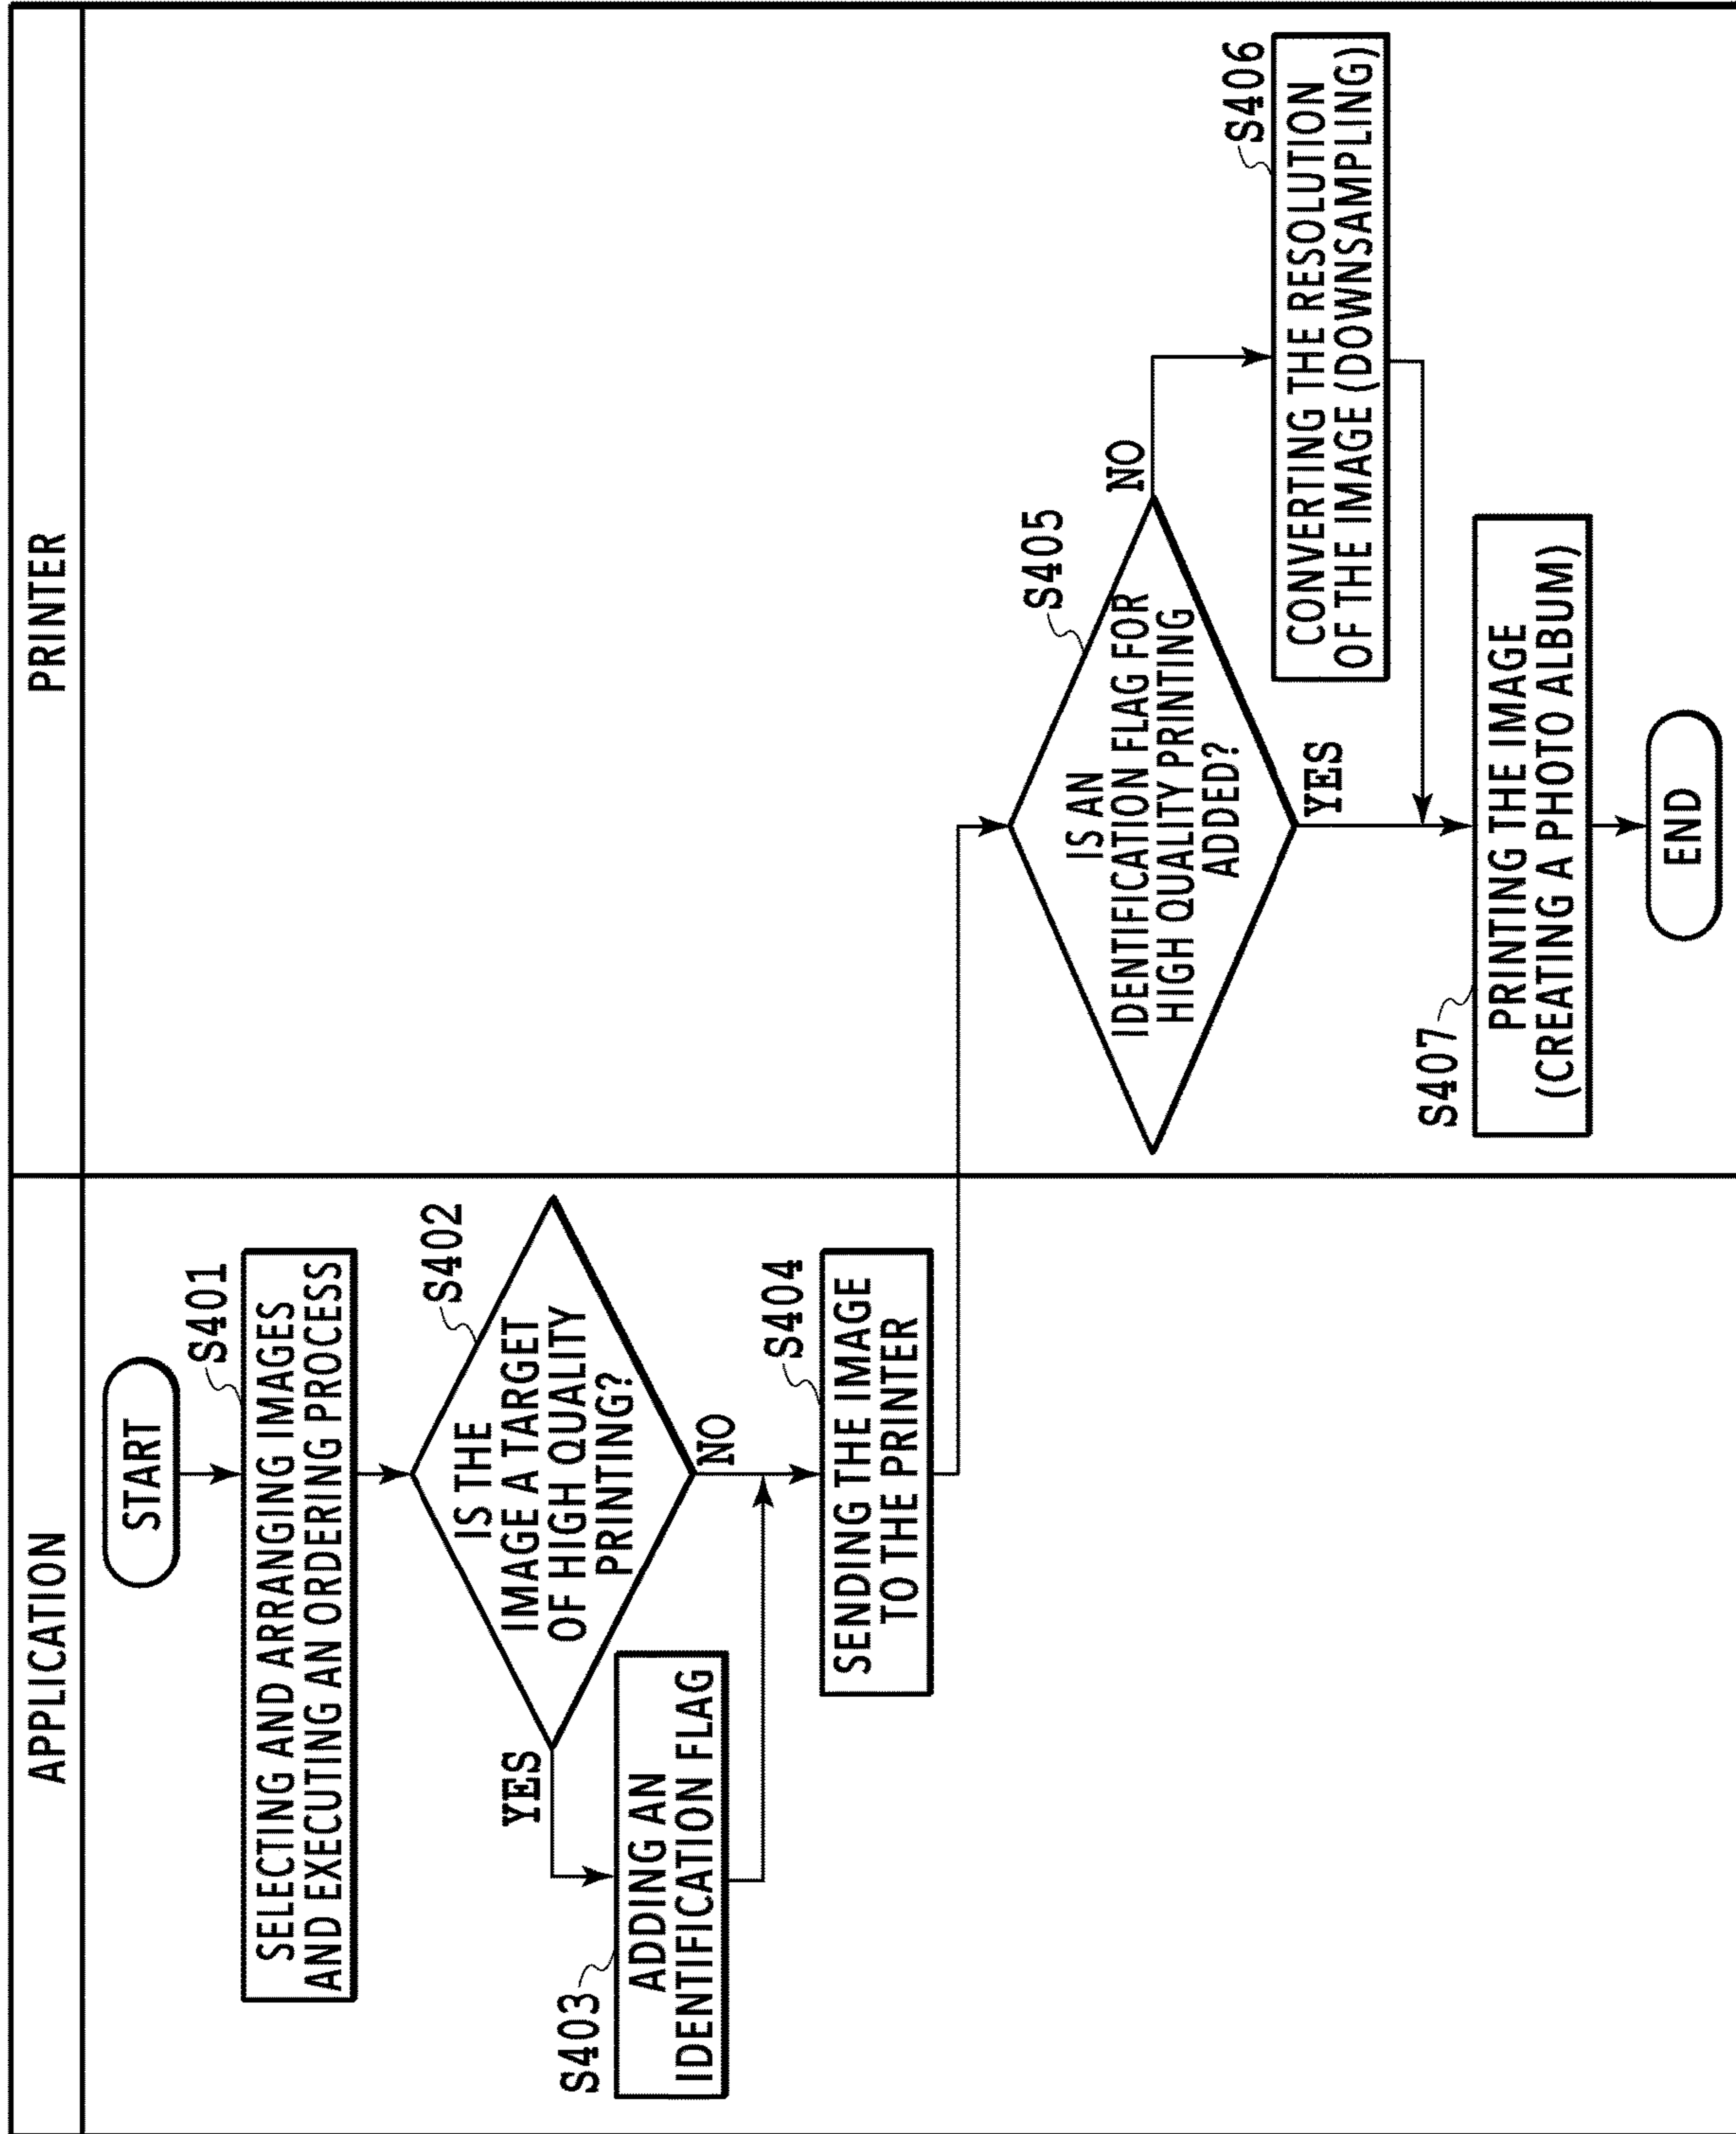 APPLICATION
START
S401
SELECTING AND ARRANGING IMAGES
AND EXECUTING AN ORDERING PROCESS
S402
IS THE
IMAGE A TARGET
OF HIGH QUALITY
PRINTING?
YES
NO
S403
ADDING AN
IDENTIFICATION FLAG
S404
SENDING THE IMAGE
TO THE PRINTER
PRINTER
S405
IS AN
IDENTIFICATION FLAG FOR
HIGH QUALITY PRINTING
ADDED?
NO
YES
S406
CONVERTING THE RESOLUTION
OF THE IMAGE (DOWNSAMPLING)
S407
PRINTING THE IMAGE
(CREATING A PHOTO ALBUM)
END